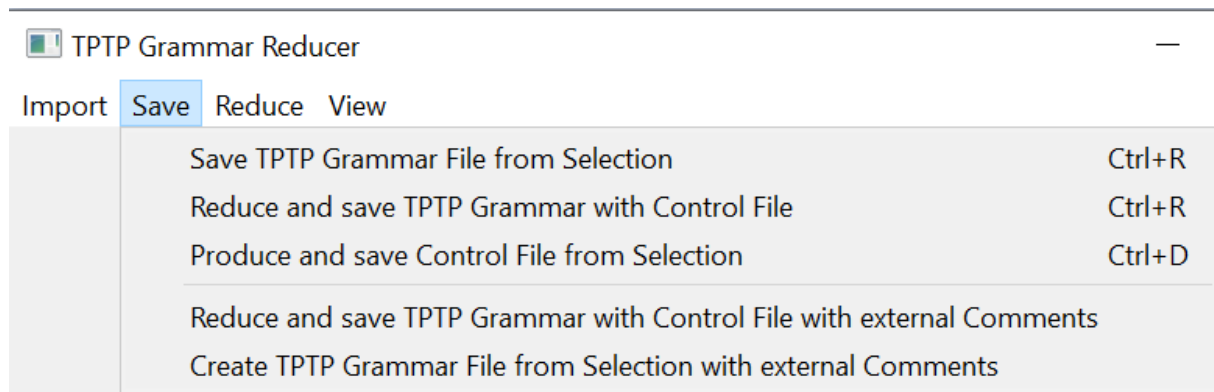 TPTP Grammar Reducer
Import Save Reduce View
Save TPTP Grammar File from Selection Ctrl+R
Reduce and save TPTP Grammar with Control File Ctrl+R
Produce and save Control File from Selection Ctrl+D
Reduce and save TPTP Grammar with Control File with external Comments
Create TPTP Grammar File from Selection with external Comments